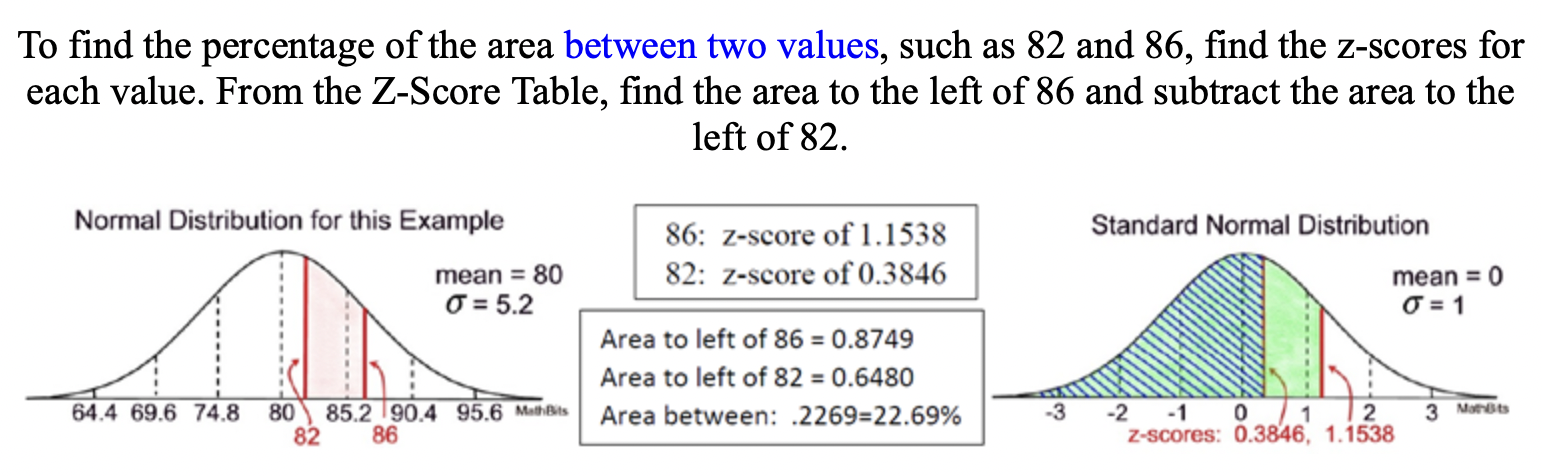 To find the percentage of the area between two values, such as 82 and 86, find the z-scores for
each value. From the Z-Score Table, find the area to the left of 86 and subtract the area to the
left of 82.
Normal Distribution for this Example
mean = 80
σ = 5.2
64.4 69.6 74.8 80 85.2 90.4 95.6 MathBits
82 86
86: z-score of 1.1538
82: z-score of 0.3846
Area to left of 86 = 0.8749
Area to left of 82 = 0.6480
Area between: .2269=22.69%
Standard Normal Distribution
mean = 0
σ = 1
-3 -2 -1 0 1 2 3 MathBits
z-scores: 0.3846, 1.1538